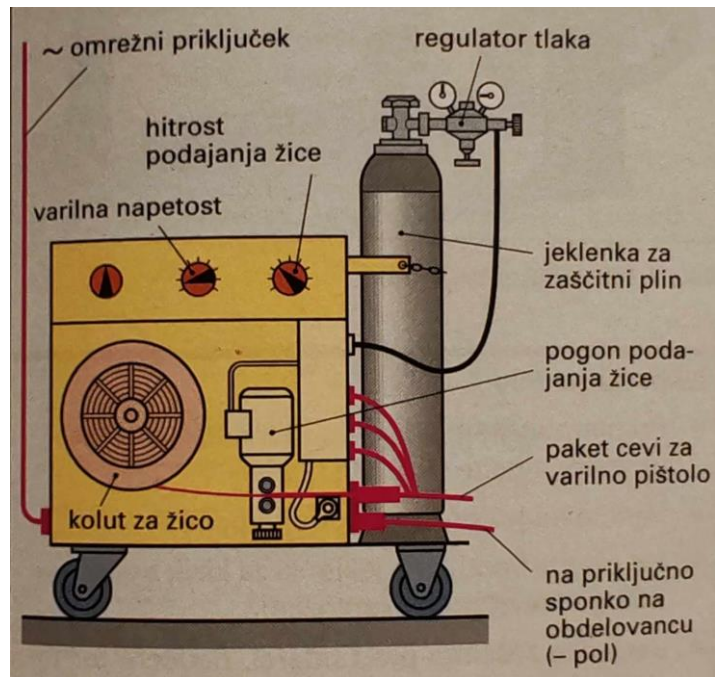 ~ omrežni priključek
regulator tlaka
hitrost
podajanja žice
varilna napetost
jeklenka za
zaščitni plin
pogon poda-
janja žice
paket cevi za
varilno pištolo
kolut za žico
na priključno
sponko na
obdelovancu
(– pol)